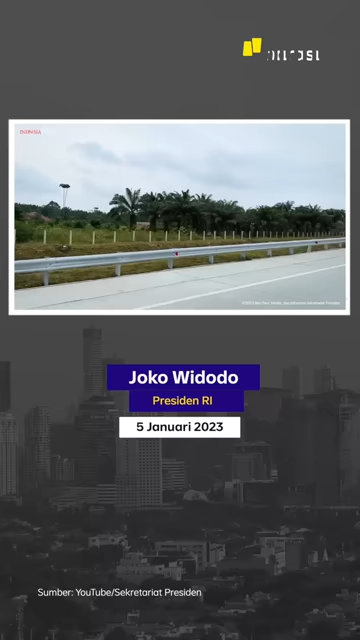 Joko Widodo
Presiden RI
5 Januari 2023
Sumber: YouTube/Sekretariat Presiden